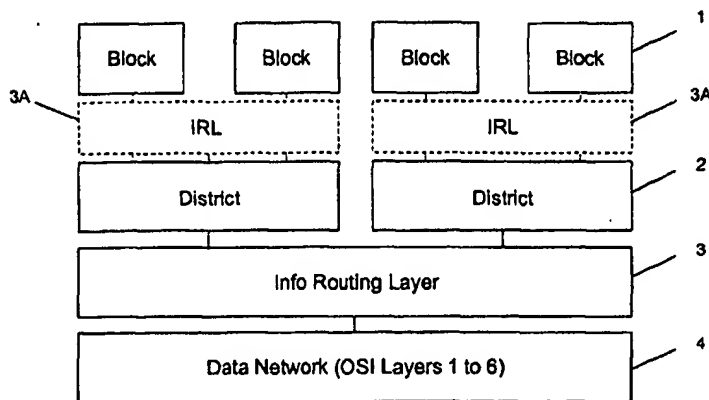 1
Block Block Block Block
3A 3A
IRL IRL
2
District District
3
Info Routing Layer
4
Data Network (OSI Layers 1 to 6)